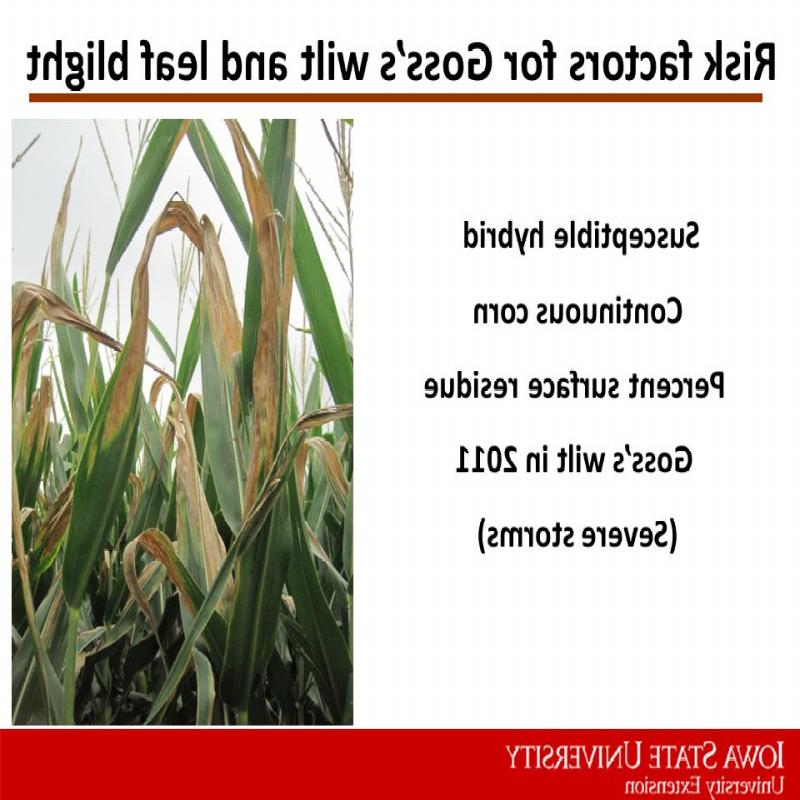 Risk factors for Goss's wilt and leaf blight
Susceptible hybrid
Continuous corn
Percent surface residue
Goss's wilt in 2011
(Severe storms)
IOWA STATE UNIVERSITY
University Extension